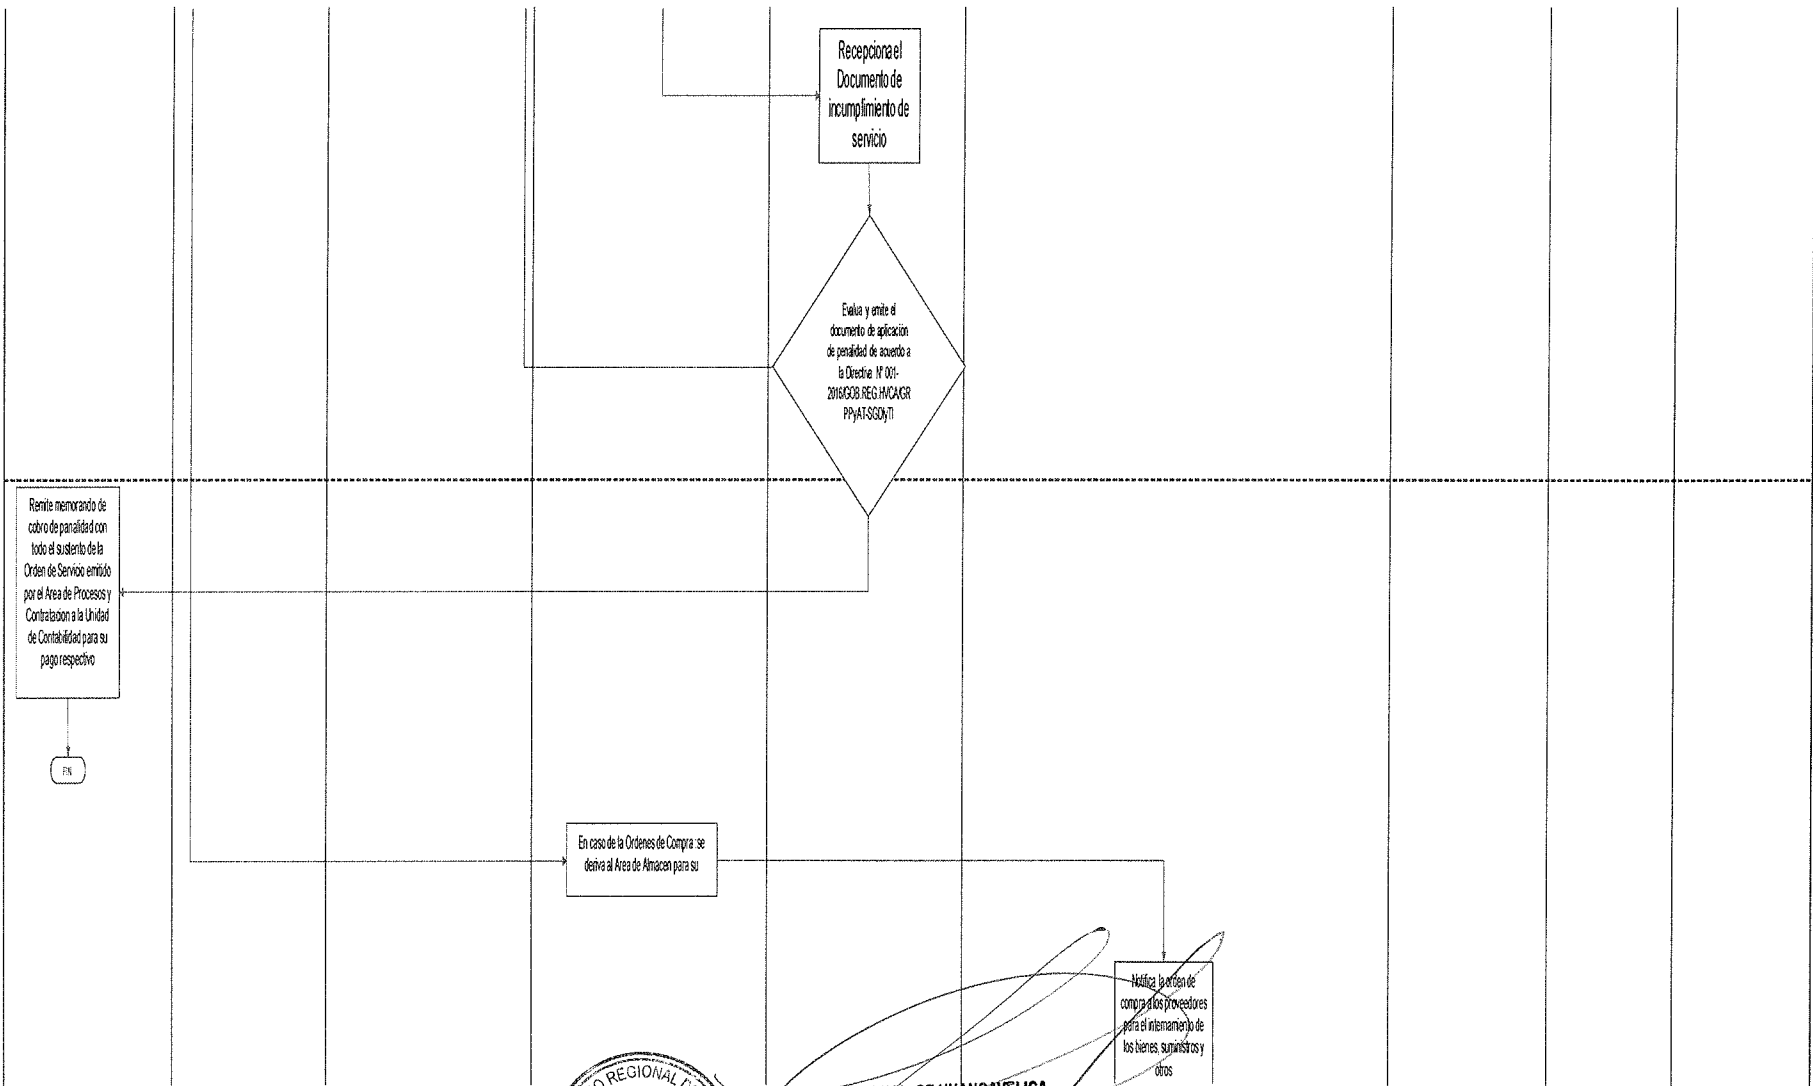 Recepciona el
Documento de
incumplimiento de
servicio
Evalua y emite el
documento de aplicación
de penalidad de acuerdo a
la Directiva N° 001-
2016/GOB.REG.HVCA/GR
PPyAT-SGDIyTI
Remite memorando de
cobro de panalidad con
todo el sustento de la
Orden de Servicio emitido
por el Area de Procesos y
Contratacion a la Unidad
de Contabilidad para su
pago respectivo
FIN
En caso de la Ordenes de Compra :se
deriva al Area de Almacen para su
Notifica la orden de
compra a los proveedores
para el internamiento de
los bienes, suministros y
otros
REGIONAL